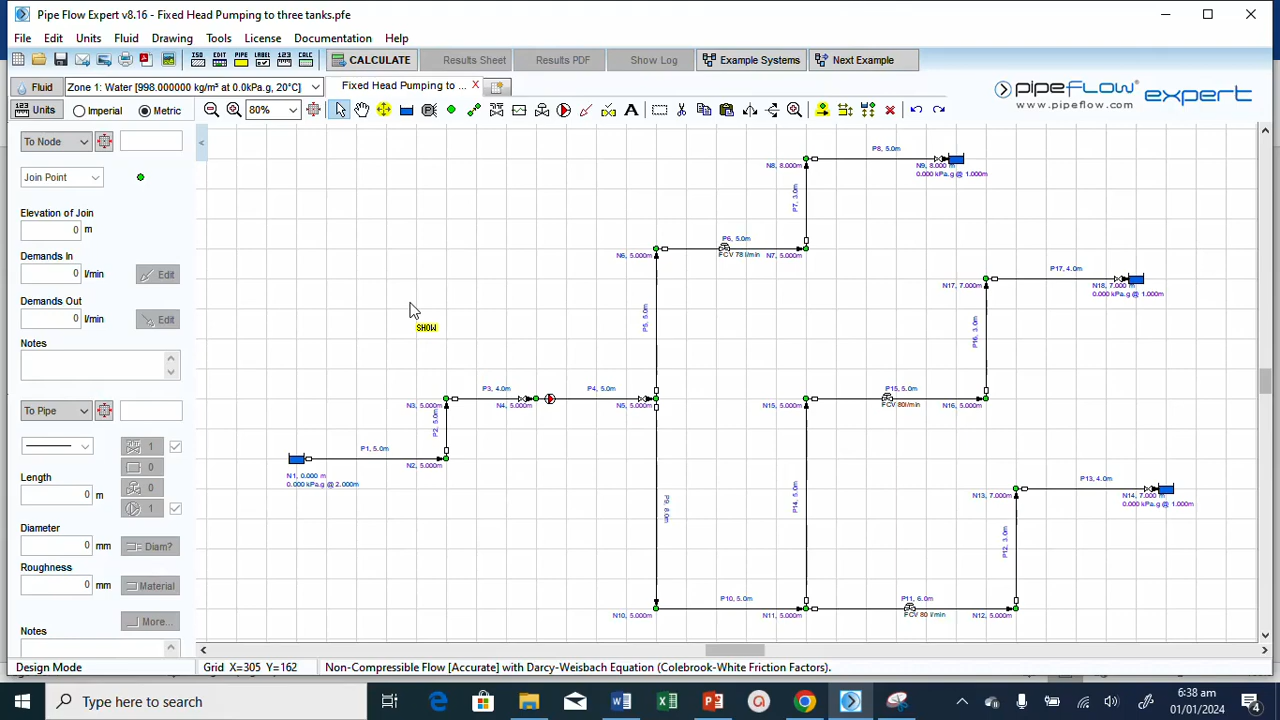 Pipe Flow Expert v8.16 - Fixed Head Pumping to three tanks.pfe
File Edit Units Fluid Drawing Tools License Documentation Help
ISO EDIT PIPE LABEL 123 CALC CALCULATE Results Sheet Results PDF Show Log Example Systems Next Example
Fluid Zone 1: Water [998.000000 kg/m³ at 0.0kPa.g, 20°C] Fixed Head Pumping to ... X
pipeflow® expert
www.pipeflow.com
123 Units Imperial Metric 80% A
To Node
Join Point
Elevation of Join
0 m
Demands In
0 l/min Edit
Demands Out
0 l/min Edit
Notes
To Pipe
1
0
Length
0
0 m
1
Diameter
0 mm Diam?
Roughness
0 mm Material
More...
Notes
P8, 5.0m
N8, 8.000m
N9, 8.000 m
0.000 kPa.g @ 1.000m
P7, 3.0m
P6, 5.0m
N6, 5.000m
FCV 78 l/min
N7, 5.000m
P17, 4.0m
N17, 7.000m
N18, 7.000 m
0.000 kPa.g @ 1.000m
SHOW
P5, 5.0m
P16, 3.0m
P3, 4.0m
P4, 5.0m
P15, 5.0m
N3, 5.000m
N4, 5.000m
N5, 5.000m
N15, 5.000m
FCV 80l/min
N16, 5.000m
P2, 5.0m
P1, 5.0m
N2, 5.000m
N1, 0.000 m
0.000 kPa.g @ 2.000m
P9, 8.0m
P14, 5.0m
P13, 4.0m
N13, 7.000m
N14, 7.000 m
0.000 kPa.g @ 1.000m
P12, 3.0m
P10, 5.0m
P11, 6.0m
N10, 5.000m
N11, 5.000m
FCV 80 l/min
N12, 5.000m
Design Mode Grid X=305 Y=162 Non-Compressible Flow [Accurate] with Darcy-Weisbach Equation (Colebrook-White Friction Factors).
Type here to search
6:38 am
01/01/2024
4